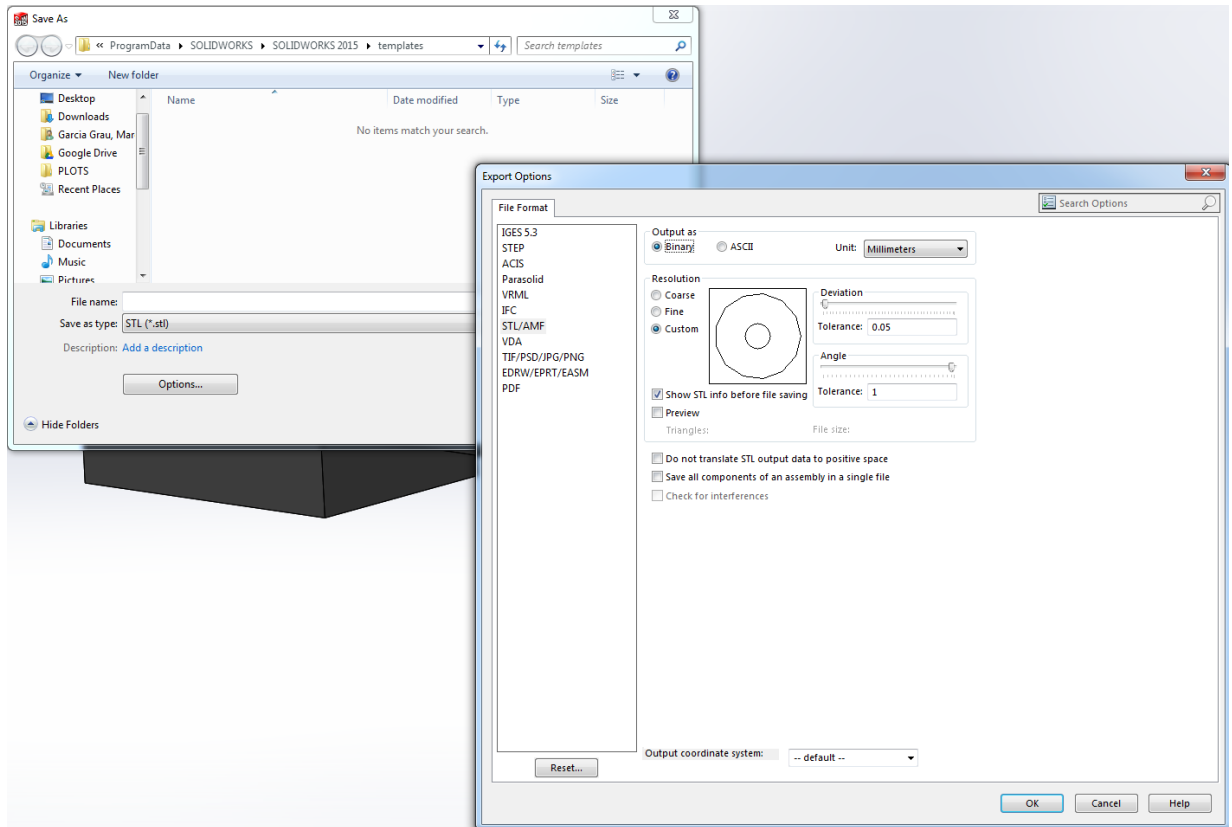 Save As
« ProgramData ▸ SOLIDWORKS ▸ SOLIDWORKS 2015 ▸ templates
Search templates
Organize
New folder
Desktop
Downloads
Garcia Grau, Mar
Google Drive
PLOTS
Recent Places
Libraries
Documents
Music
Pictures
Name Date modified Type Size
No items match your search.
File name:
Save as type: STL (*.stl)
Description: Add a description
Options...
Hide Folders
Export Options
File Format
Search Options
IGES 5.3
STEP
ACIS
Parasolid
VRML
IFC
STL/AMF
VDA
TIF/PSD/JPG/PNG
EDRW/EPRT/EASM
PDF
Reset...
Output as
Binary ASCII Unit: Millimeters
Resolution
Coarse
Fine
Custom
Deviation
Tolerance: 0.05
Angle
Tolerance: 1
Show STL info before file saving
Preview
Triangles: File size:
Do not translate STL output data to positive space
Save all components of an assembly in a single file
Check for interferences
Output coordinate system: -- default --
OK Cancel Help